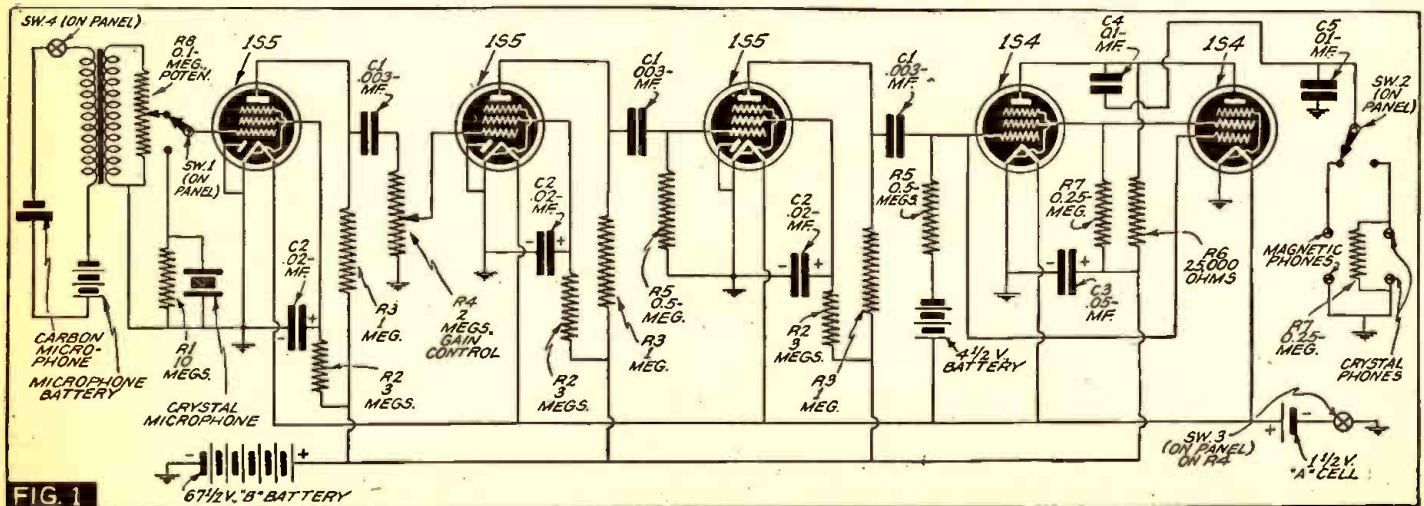 SW.4 (ON PANEL)
R8
0.1-
MEG.
POTEN.
1S5
SW.1
(ON
PANEL)
CARBON
MICRO-
PHONE
MICROPHONE
BATTERY
R1
10
MEGS.
CRYSTAL
MICROPHONE
C2
.02-
MF.
R2
3
MEGS.
R3
1
MEG.
C1
.003-
MF.
1S5
R4
2
MEGS.
GAIN
CONTROL
C2
.02-
MF.
R2
3
MEGS.
R3
1
MEG.
C1
.003-
MF.
1S5
R5
0.5-
MEG.
C2
.02-
MF.
R2
3
MEGS.
R3
1
MEG.
C1
.003-
MF.
R5
0.5-
MEGS.
4 1/2 V.
BATTERY
1S4
C4
0.1-
MF.
1S4
R7
0.25-
MEG.
C3
.05-
MF.
R6
25,000
OHMS
C5
0.1-
MF.
SW.2
(ON
PANEL)
MAGNETIC
PHONES
R7
0.25-
MEG.
CRYSTAL
PHONES
SW.3
(ON PANEL)
ON R4
1 1/2 V.
"A" CELL
67 1/2 V. "B" BATTERY
FIG. 1